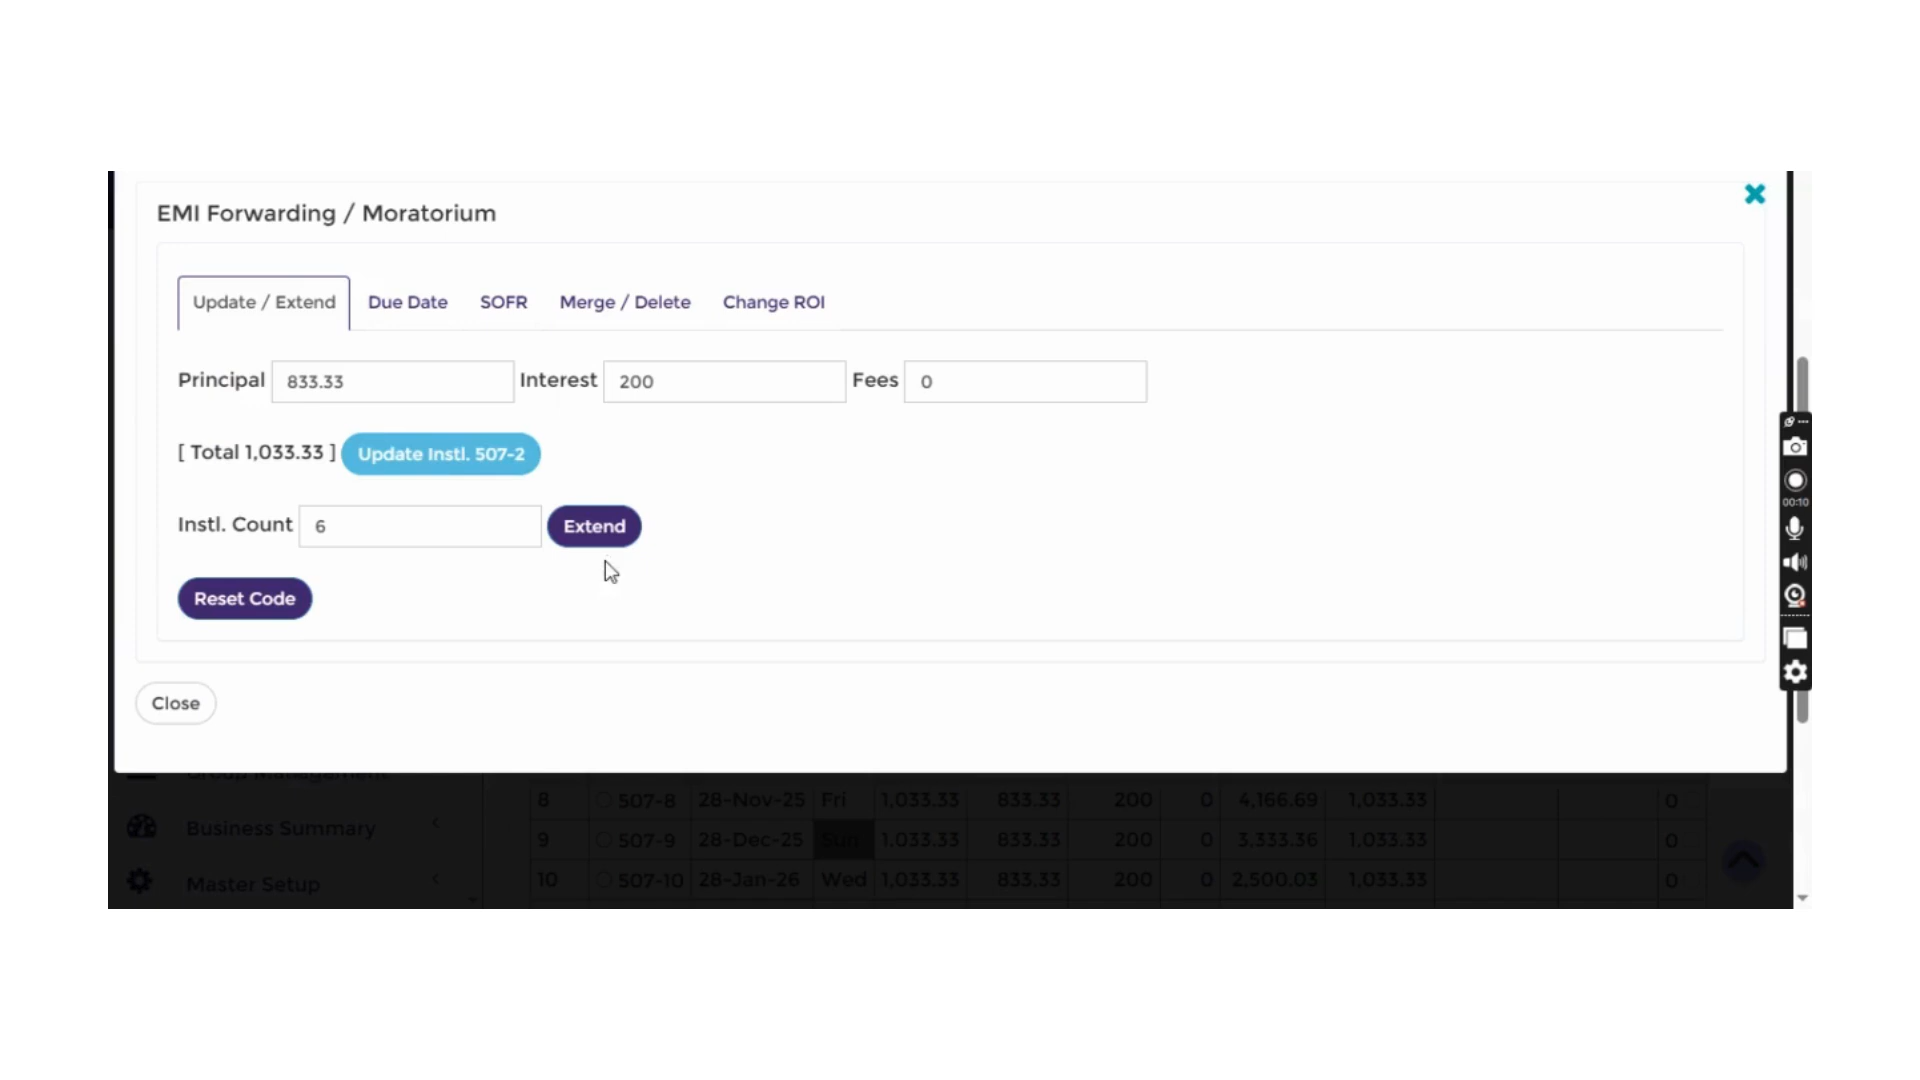 EMI Forwarding / Moratorium
Update / Extend Due Date SOFR Merge / Delete Change ROI
Principal 833.33 Interest 200 Fees 0
[ Total 1,033.33 ] Update Instl. 507-2
Instl. Count 6 Extend
00:10
Reset Code
Close
Group Management
8 507-8 28-Nov-25 Fri 1,033.33 833.33 200 0 4,166.69 1,033.33 0
Business Summary
9 507-9 28-Dec-25 Sun 1,033.33 833.33 200 0 3,333.36 1,033.33 0
Master Setup
10 507-10 28-Jan-26 Wed 1,033.33 833.33 200 0 2,500.03 1,033.33 0